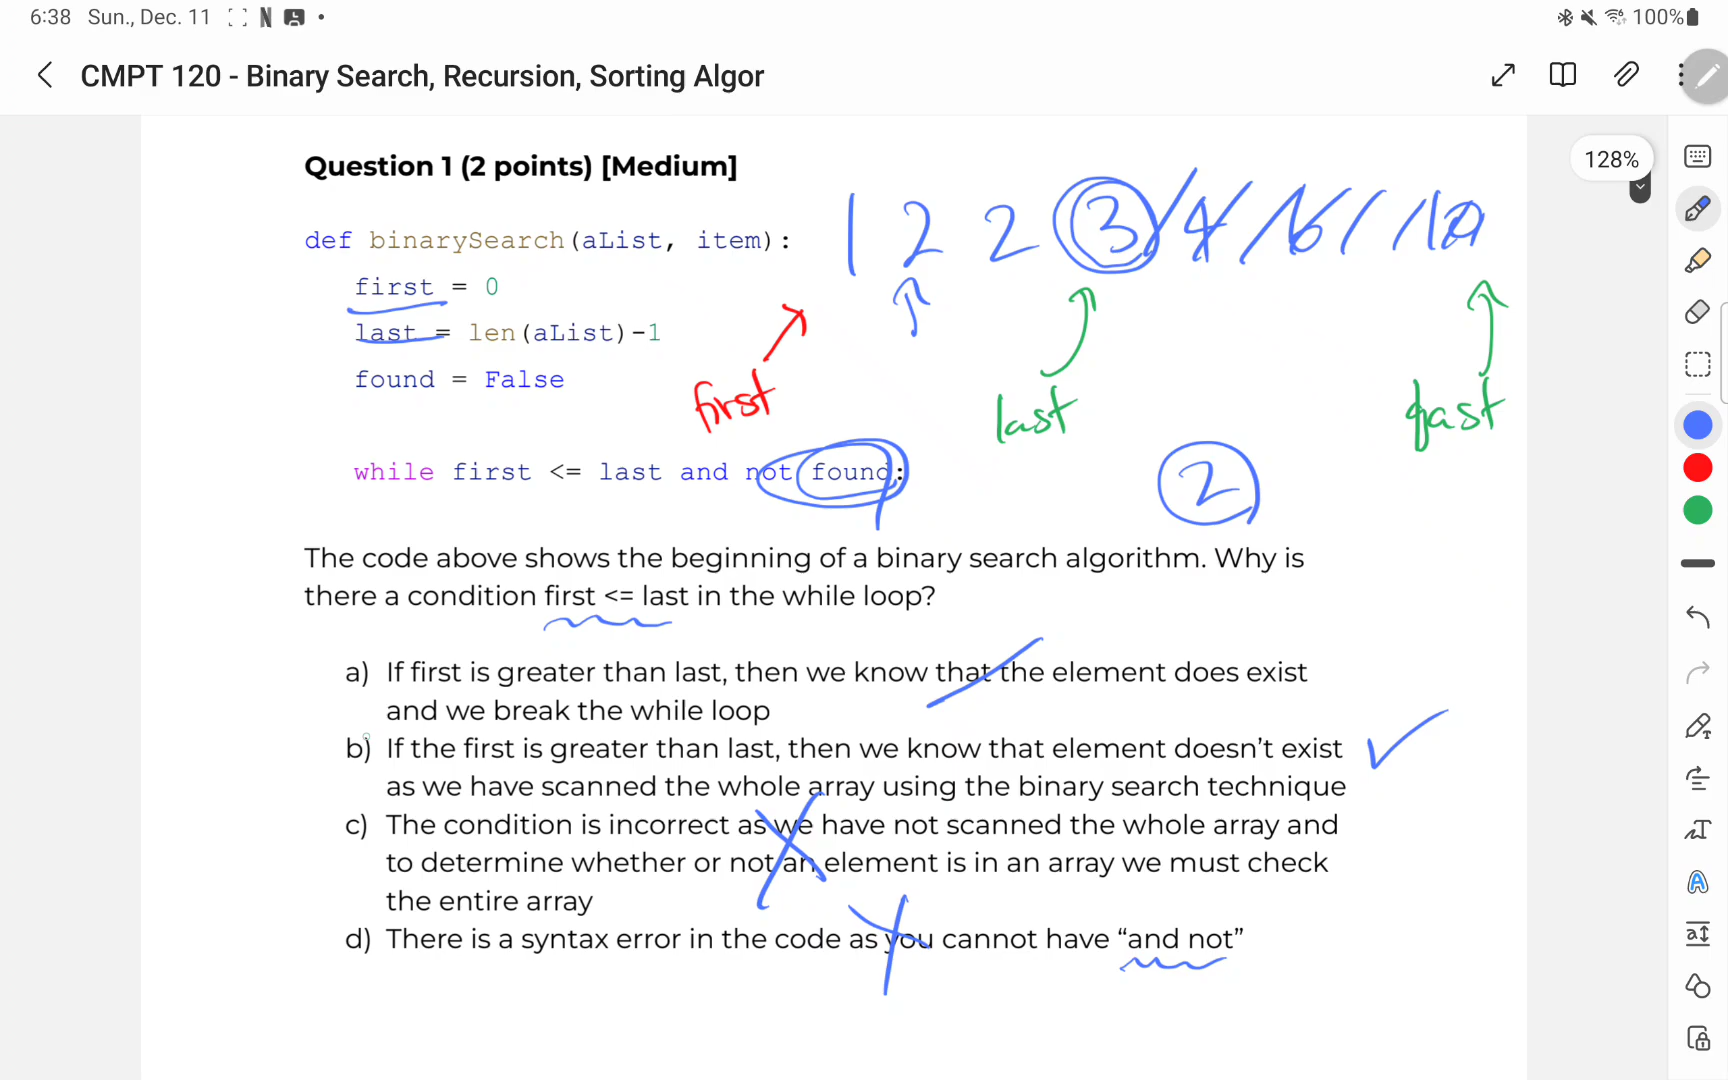 6:38 Sun., Dec. 11 100%
CMPT 120 - Binary Search, Recursion, Sorting Algor
128%
Question 1 (2 points) [Medium]
1 2 2 3 4 6 10
def binarySearch(aList, item):
first = 0
last = len(aList)-1
found = False
first
last
last
while first <= last and not found:
2
The code above shows the beginning of a binary search algorithm. Why is
there a condition first <= last in the while loop?
a) If first is greater than last, then we know that the element does exist
and we break the while loop
b) If the first is greater than last, then we know that element doesn't exist
as we have scanned the whole array using the binary search technique
c) The condition is incorrect as we have not scanned the whole array and
to determine whether or not an element is in an array we must check
the entire array
d) There is a syntax error in the code as you cannot have “and not”